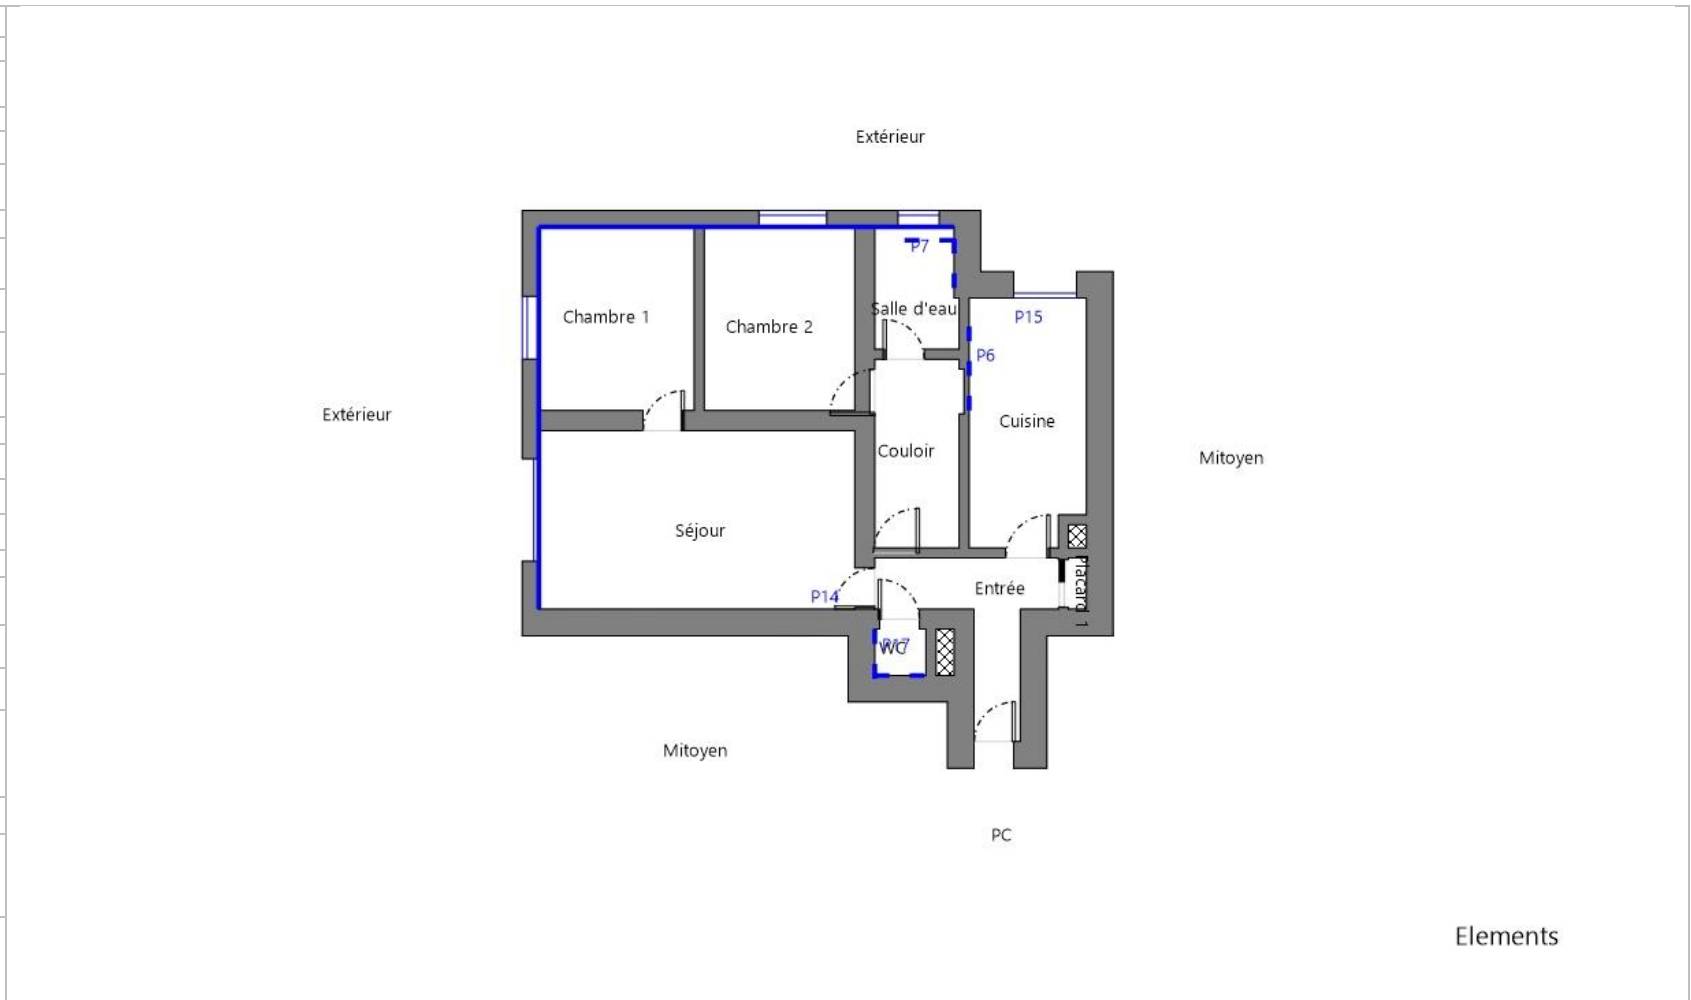 Extérieur
P7
Salle d'eau
Chambre 1
Chambre 2
P15
P6
Extérieur
Cuisine
Couloir
Mitoyen
Séjour
Entrée
Placard 1
P14
WC
P17
Mitoyen
PC
Elements